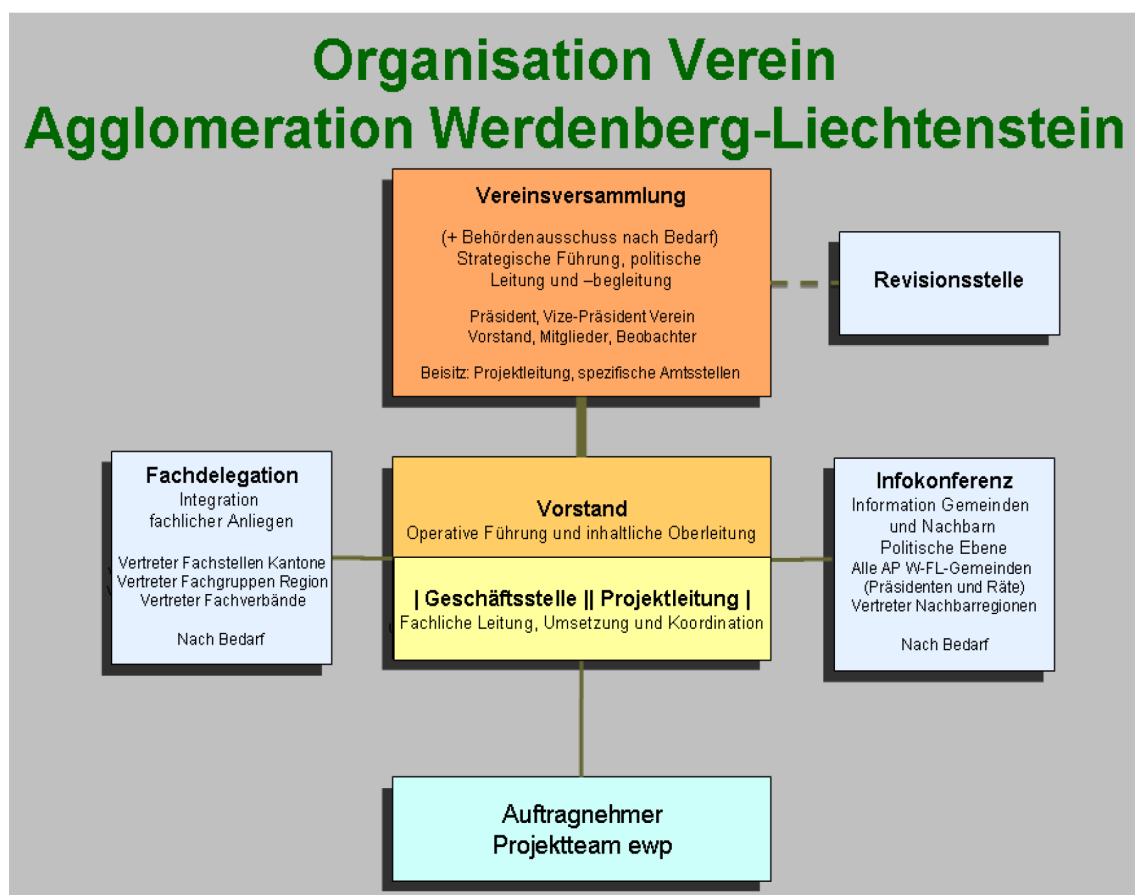 Organisation Verein
Agglomeration Werdenberg-Liechtenstein
Vereinsversammlung
(+ Behördenausschuss nach Bedarf)
Strategische Führung, politische
Leitung und –begleitung
Präsident, Vize-Präsident Verein
Vorstand, Mitglieder, Beobachter
Beisitz: Projektleitung, spezifische Amtsstellen
Revisionsstelle
Fachdelegation
Integration
fachlicher Anliegen
Vertreter Fachstellen Kantone
Vertreter Fachgruppen Region
Vertreter Fachverbände
Nach Bedarf
Vorstand
Operative Führung und inhaltliche Oberleitung
| Geschäftsstelle || Projektleitung |
Fachliche Leitung, Umsetzung und Koordination
Infokonferenz
Information Gemeinden
und Nachbarn
Politische Ebene
Alle AP W-FL-Gemeinden
(Präsidenten und Räte)
Vertreter Nachbarregionen
Nach Bedarf
Auftragnehmer
Projektteam ewp